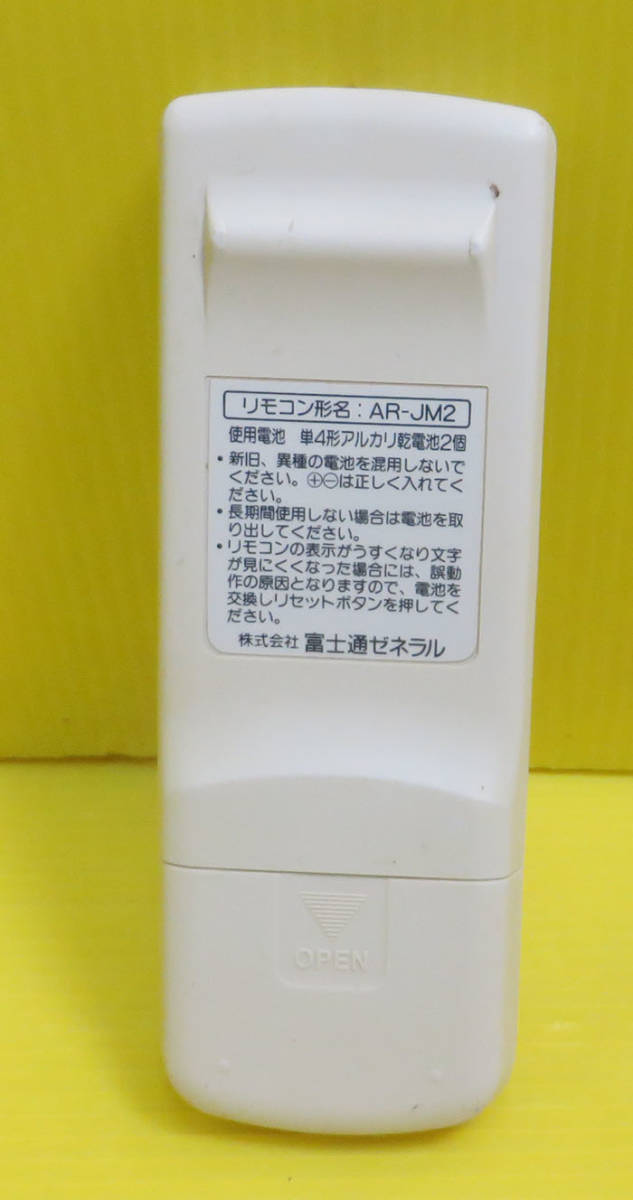 リモコン形名：AR-JM2
使用電池　単4形アルカリ乾電池2個
・新旧、異種の電池を混用しないで
ください。⊕⊖は正しく入れてく
ださい。
・長期間使用しない場合は電池を取
り出してください。
・リモコンの表示がうすくなり文字
が見にくくなった場合には、誤動
作の原因となりますので、電池を
交換しリセットボタンを押してく
ださい。
株式会社 富士通ゼネラル
OPEN